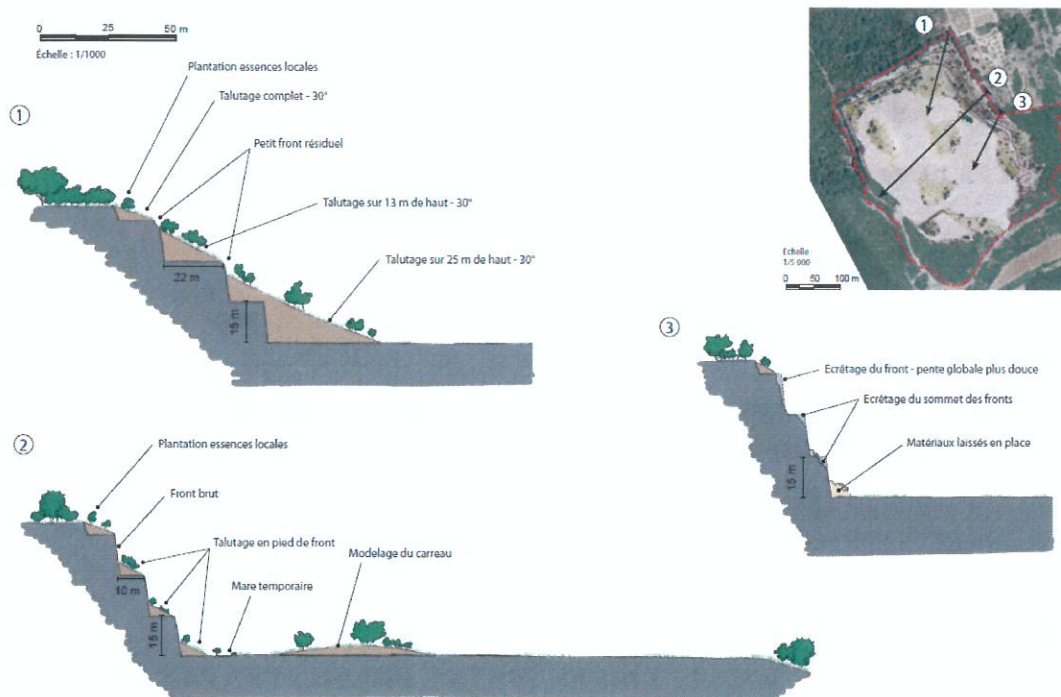 0 25 50 m
Échelle : 1/1000
①
Plantation essences locales
Talutage complet - 30°
Petit front résiduel
Talutage sur 13 m de haut - 30°
Talutage sur 25 m de haut - 30°
22 m
15 m
①
②
③
Echelle
1/5 000
0 50 100 m
②
Plantation essences locales
Front brut
Talutage en pied de front
Mare temporaire
Modelage du carreau
10 m
15 m
③
Ecrêtage du front - pente globale plus douce
Ecrêtage du sommet des fronts
Matériaux laissés en place
15 m